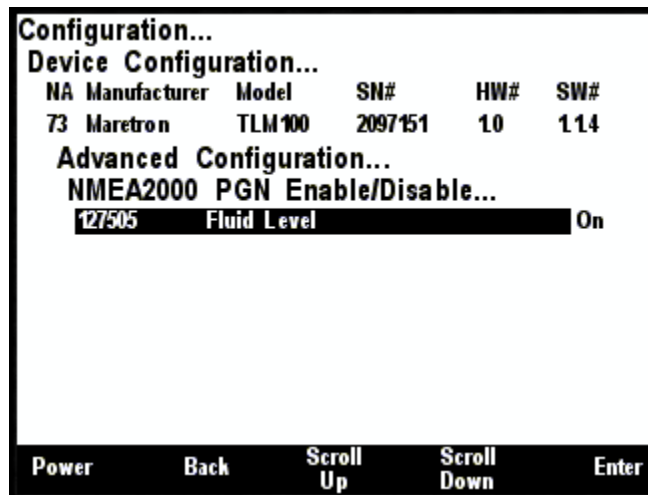 Configuration...
Device Configuration...
NA Manufacturer Model SN# HW# SW#
73 Maretron TLM100 2097151 1.0 1.1.4
Advanced Configuration...
NMEA2000 PGN Enable/Disable...
127505 Fluid Level On
Power Back Scroll Up Scroll Down Enter